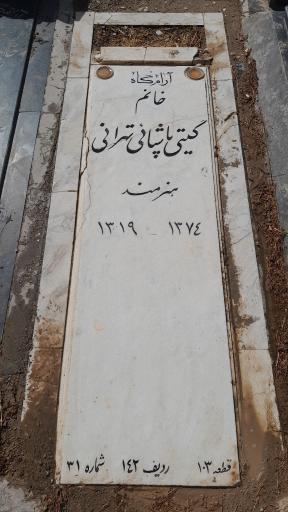 آرامگاه
خانم
گیتی پاشائی تهرانی
هنرمند
۱۳۷۴ - ۱۳۱۹
قطعه ۱۰۳ ردیف ۱۴۲ شماره ۳۱